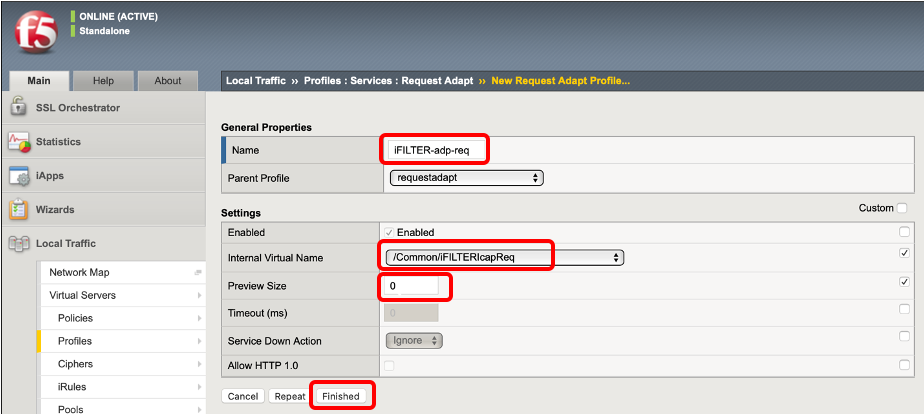 f5
ONLINE (ACTIVE)
Standalone
Main
Help
About
Local Traffic ›› Profiles : Services : Request Adapt ›› New Request Adapt Profile...
SSL Orchestrator
Statistics
iApps
Wizards
Local Traffic
Network Map
Virtual Servers
Policies
Profiles
Ciphers
iRules
Pools
General Properties
Name
iFILTER-adp-req
Parent Profile
requestadapt
Settings
Custom
Enabled
Enabled
Internal Virtual Name
/Common/iFILTERIcapReq
Preview Size
0
Timeout (ms)
0
Service Down Action
Ignore
Allow HTTP 1.0
Cancel
Repeat
Finished